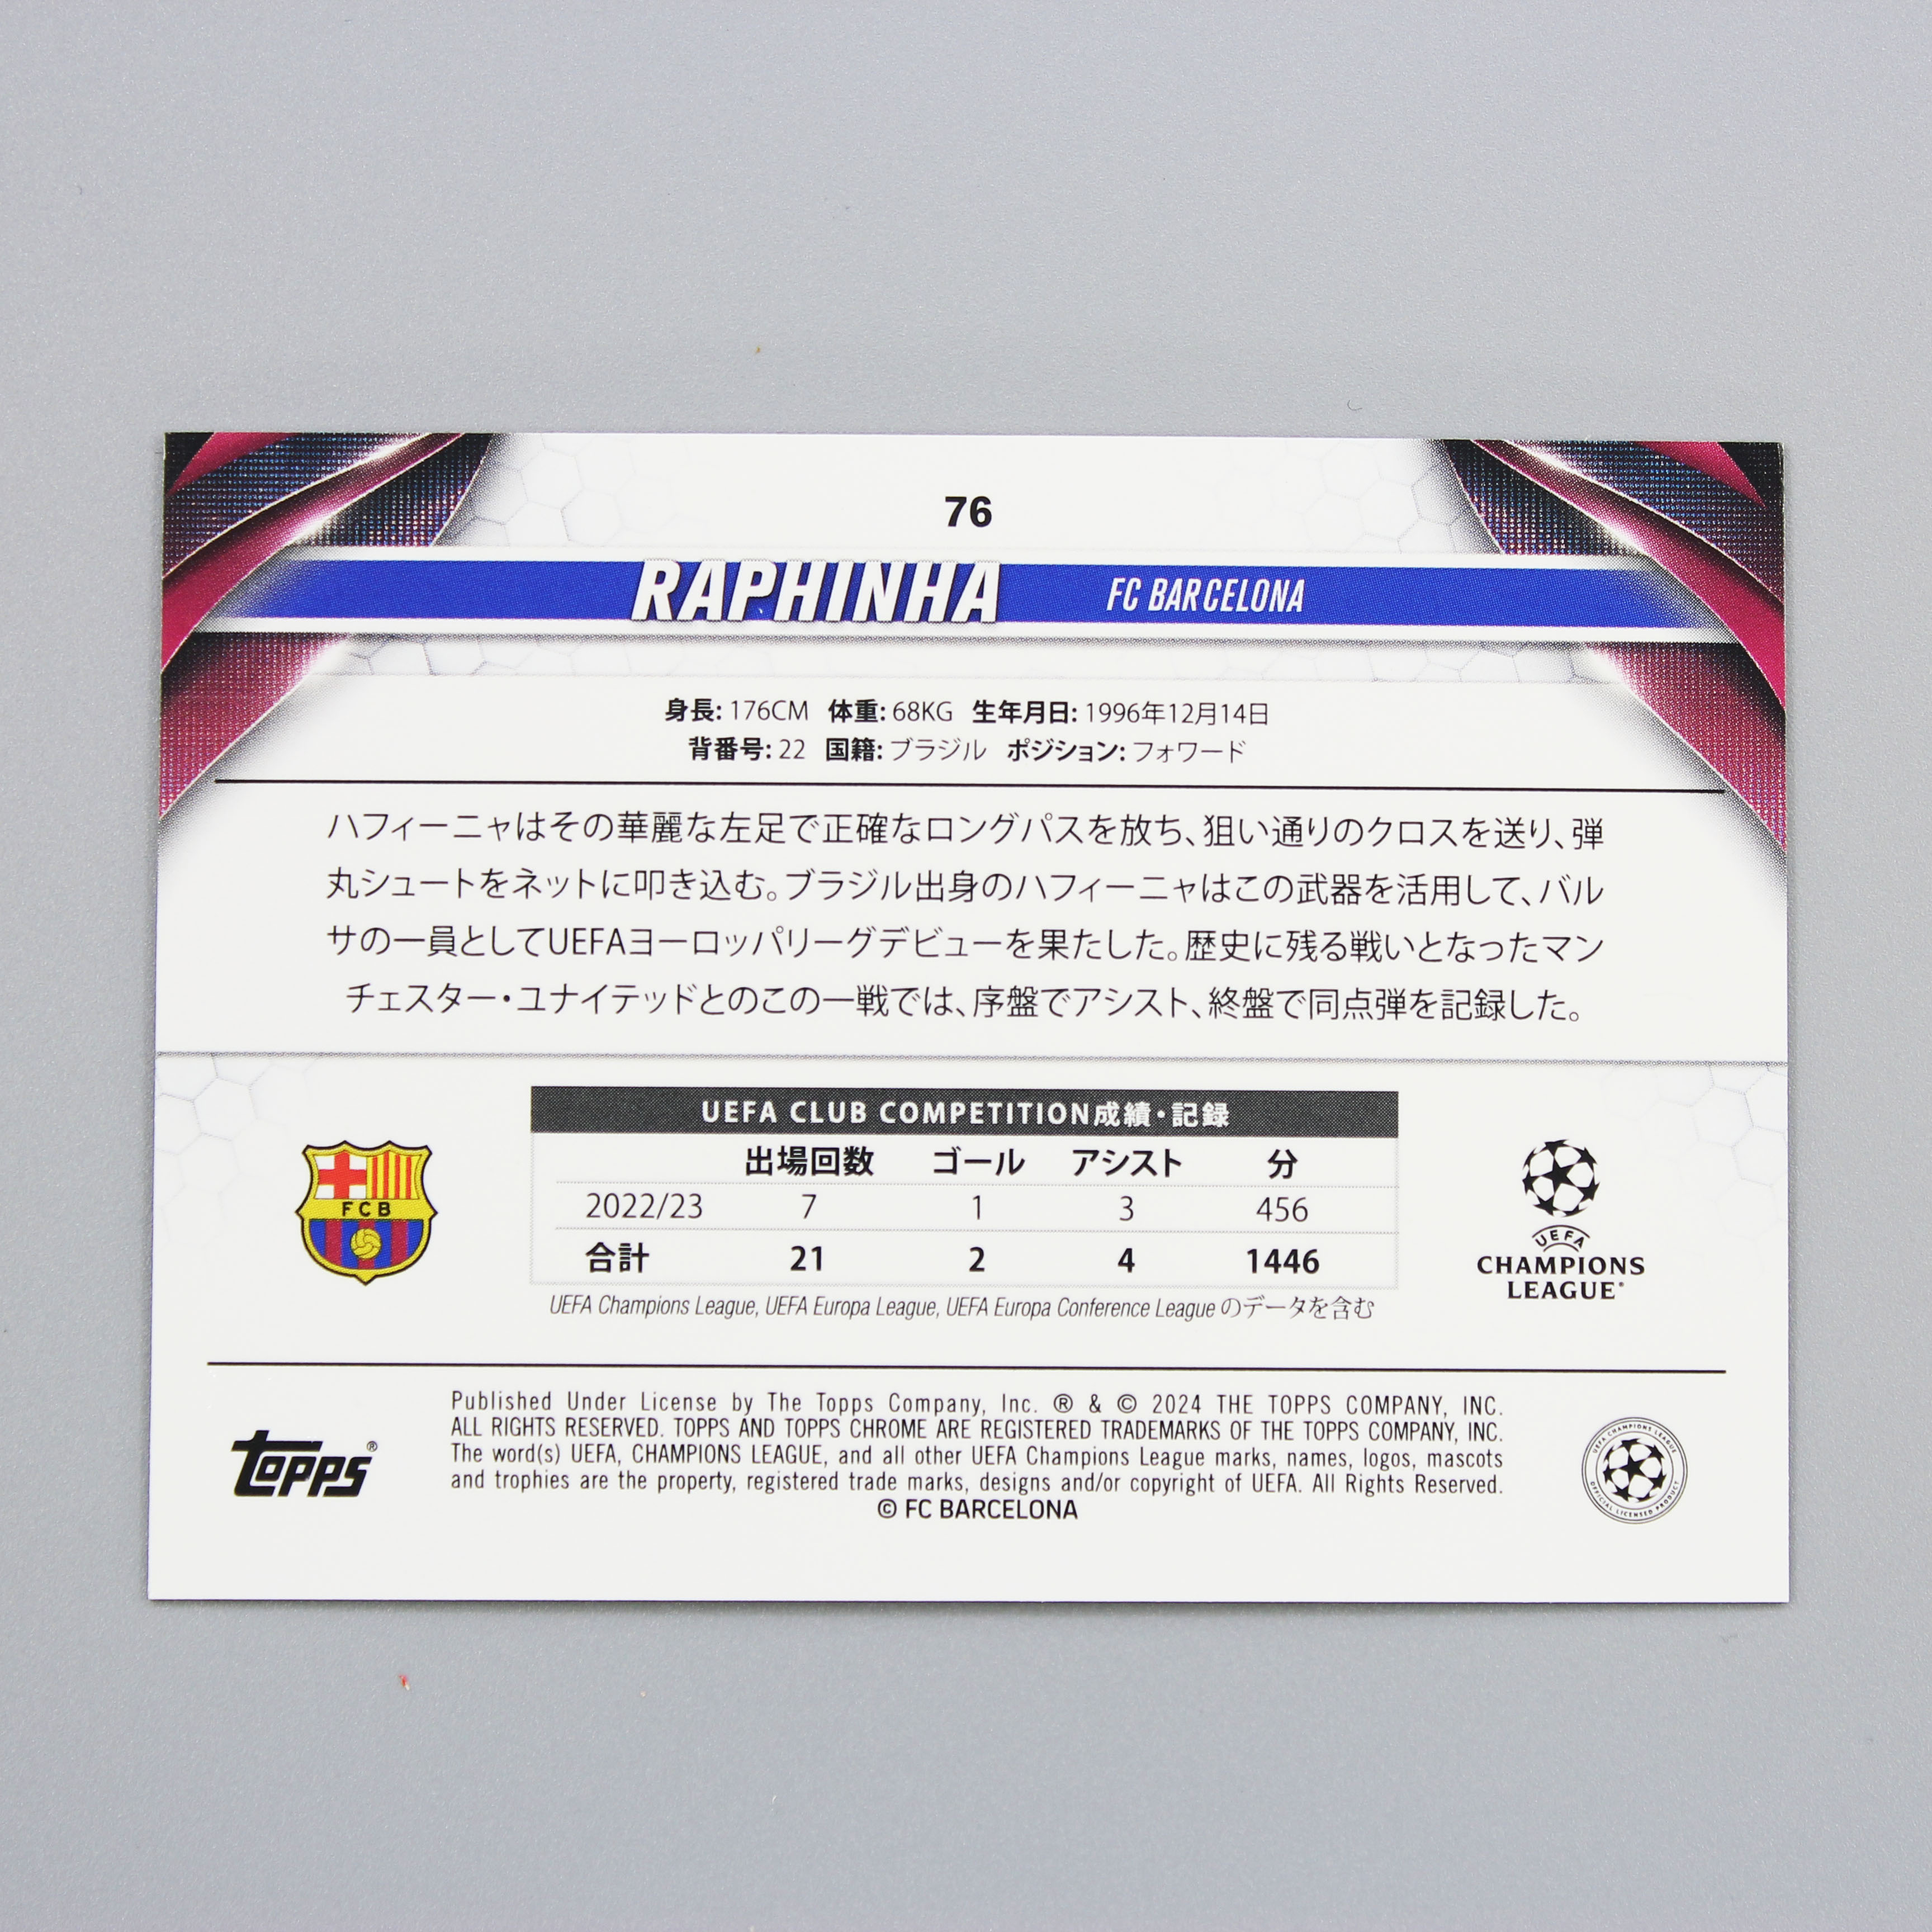 76
RAPHINHA FC BARCELONA
身長: 176CM 体重: 68KG 生年月日: 1996年12月14日
背番号: 22 国籍: ブラジル ポジション: フォワード
ハフィーニャはその華麗な左足で正確なロングパスを放ち、狙い通りのクロスを送り、弾
丸シュートをネットに叩き込む。ブラジル出身のハフィーニャはこの武器を活用して、バル
サの一員としてUEFAヨーロッパリーグデビューを果たした。歴史に残る戦いとなったマン
チェスター・ユナイテッドとのこの一戦では、序盤でアシスト、終盤で同点弾を記録した。
UEFA CLUB COMPETITION成績・記録
出場回数 ゴール アシスト 分
2022/23 7 1 3 456
合計 21 2 4 1446
UEFA Champions League, UEFA Europa League, UEFA Europa Conference League のデータを含む
FCB
UEFA
CHAMPIONS
LEAGUE®
Topps®
Published Under License by The Topps Company, Inc. ® & © 2024 THE TOPPS COMPANY, INC.
ALL RIGHTS RESERVED. TOPPS AND TOPPS CHROME ARE REGISTERED TRADEMARKS OF THE TOPPS COMPANY, INC.
The word(s) UEFA, CHAMPIONS LEAGUE, and all other UEFA Champions League marks, names, logos, mascots
and trophies are the property, registered trade marks, designs and/or copyright of UEFA. All Rights Reserved.
© FC BARCELONA
UEFA CHAMPIONS LEAGUE
OFFICIAL LICENSED PRODUCT